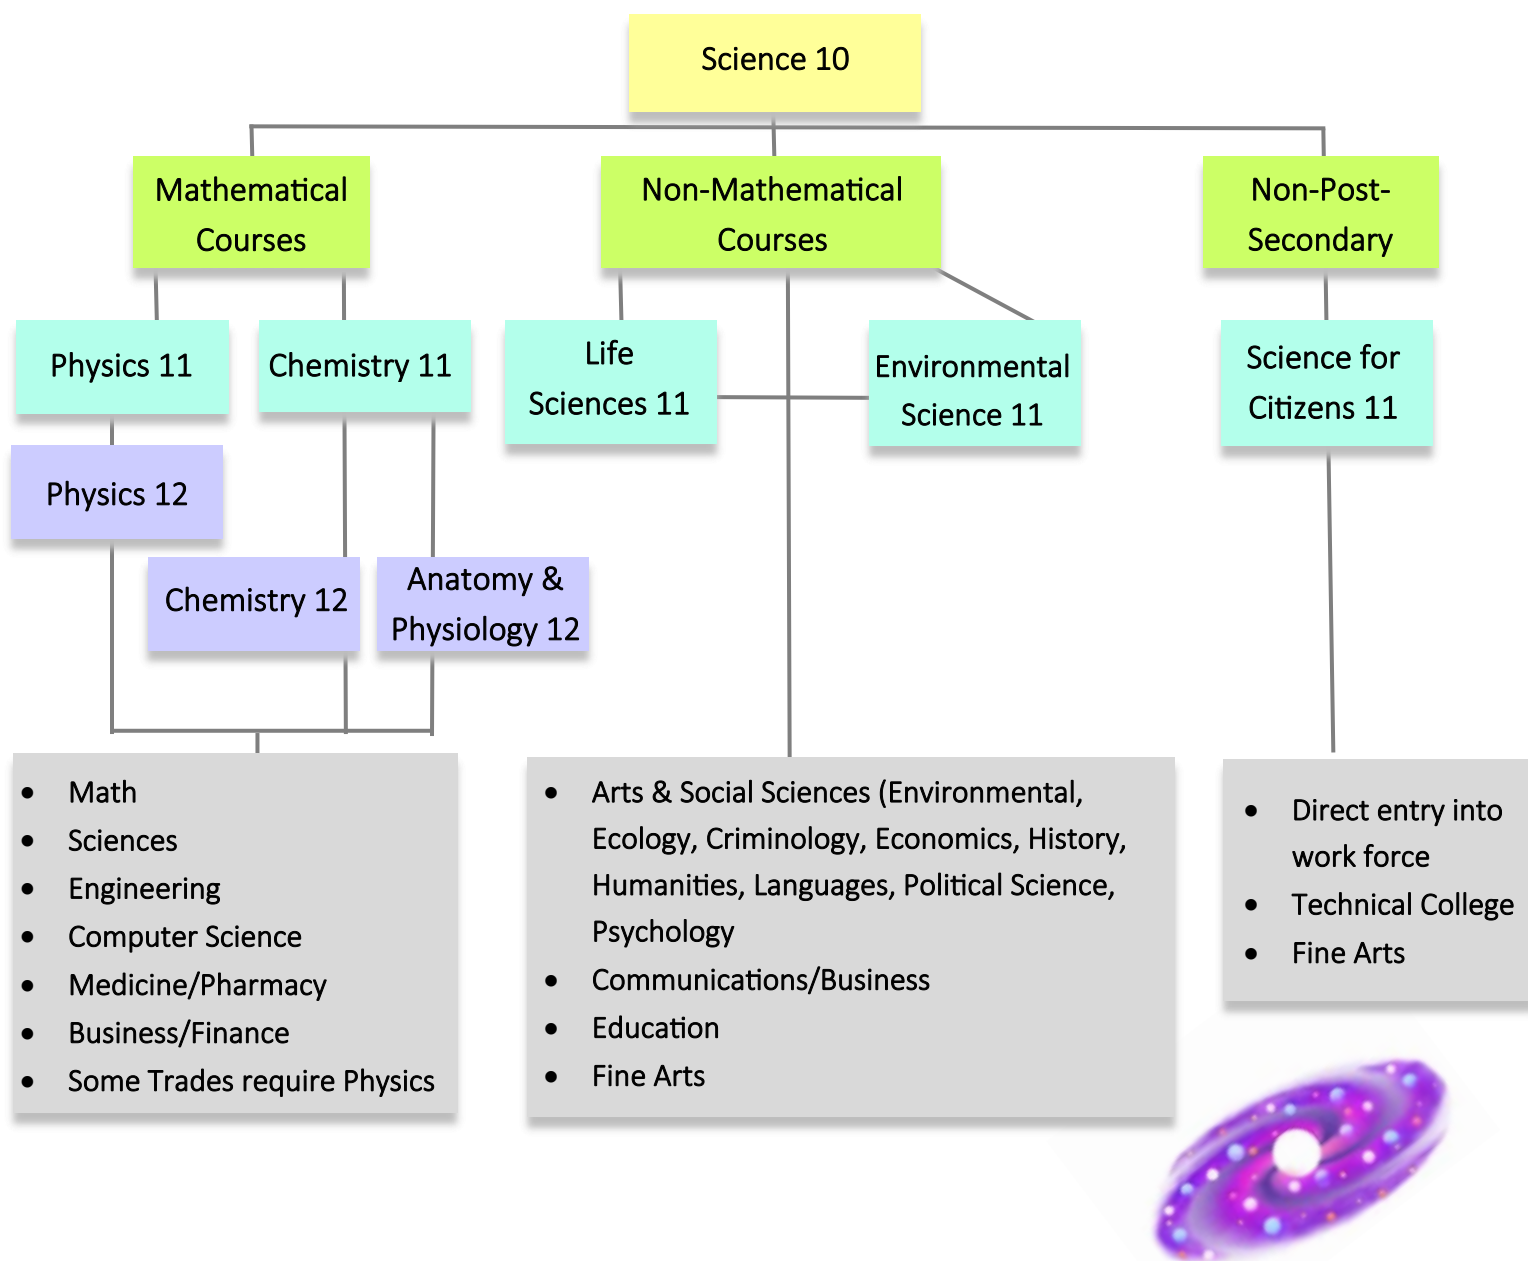 Science 10
Mathematical
Courses
Non-Mathematical
Courses
Non-Post-
Secondary
Physics 11
Chemistry 11
Life
Sciences 11
Environmental
Science 11
Science for
Citizens 11
Physics 12
Chemistry 12
Anatomy &
Physiology 12
• Math
• Sciences
• Engineering
• Computer Science
• Medicine/Pharmacy
• Business/Finance
• Some Trades require Physics
• Arts & Social Sciences (Environmental,
Ecology, Criminology, Economics, History,
Humanities, Languages, Political Science,
Psychology
• Communications/Business
• Education
• Fine Arts
• Direct entry into
work force
• Technical College
• Fine Arts